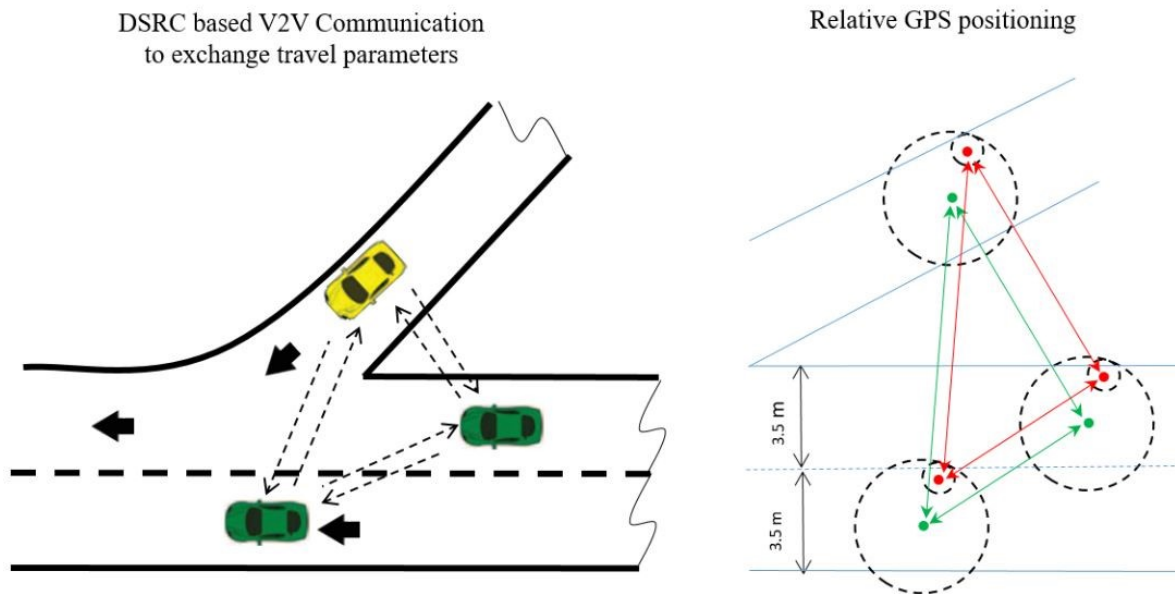 DSRC based V2V Communication
to exchange travel parameters
Relative GPS positioning
3.5 m
3.5 m